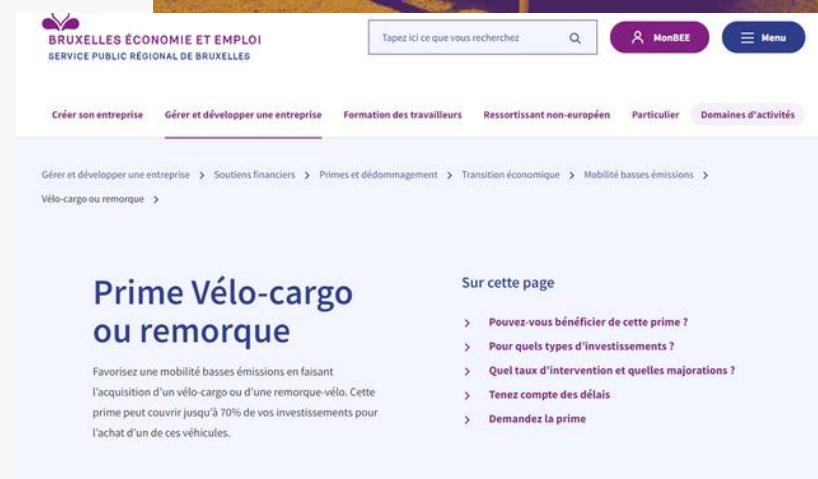 BRUXELLES ÉCONOMIE ET EMPLOI
SERVICE PUBLIC RÉGIONAL DE BRUXELLES
Tapez ici ce que vous recherchez
MonBEE
Menu
Créer son entreprise
Gérer et développer une entreprise
Formation des travailleurs
Ressortissant non-européen
Particulier
Domaines d'activités
Gérer et développer une entreprise > Soutiens financiers > Primes et dédommagement > Transition économique > Mobilité basses émissions >
Vélo-cargo ou remorque >
Prime Vélo-cargo
ou remorque
Favorisez une mobilité basses émissions en faisant
l'acquisition d'un vélo-cargo ou d'une remorque-vélo. Cette
prime peut couvrir jusqu'à 70% de vos investissements pour
l'achat d'un de ces véhicules.
Sur cette page
> Pouvez-vous bénéficier de cette prime ?
> Pour quels types d'investissements ?
> Quel taux d'intervention et quelles majorations ?
> Tenez compte des délais
> Demandez la prime